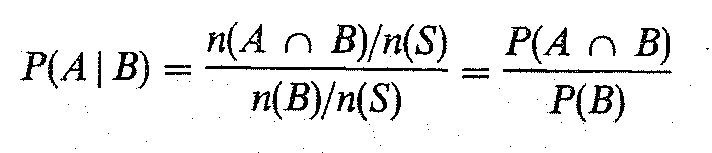 P(A | B) = n(A ∩ B)/n(S) / n(B)/n(S) = P(A ∩ B) / P(B)